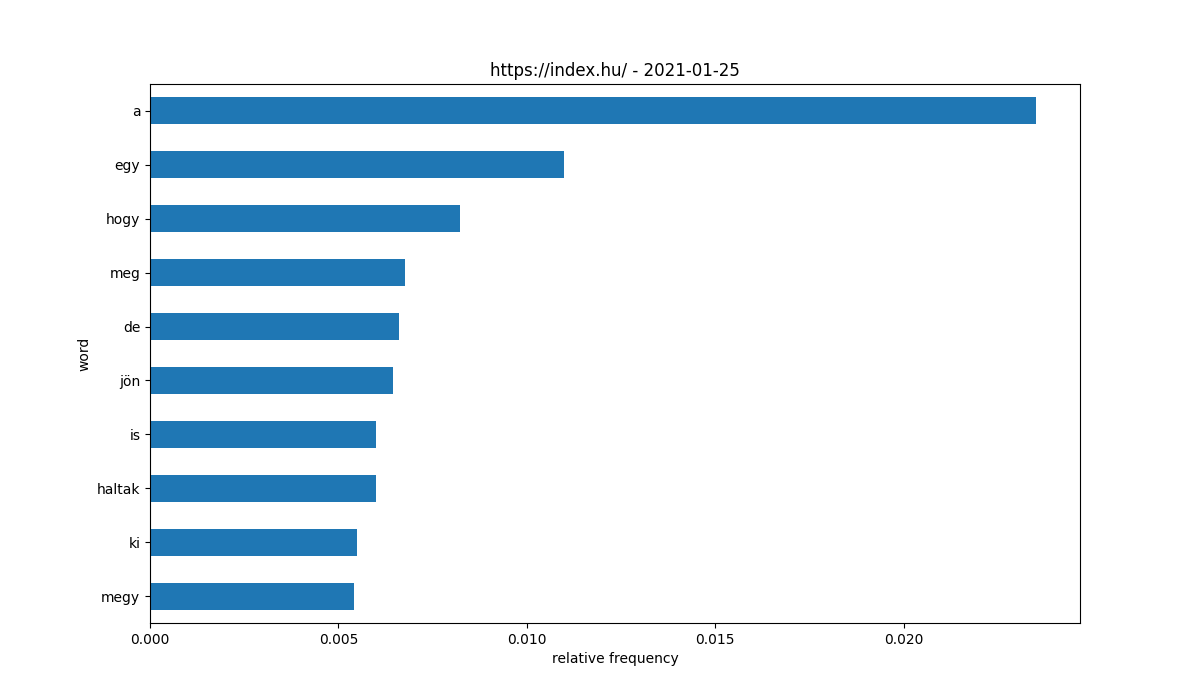 https://index.hu/ - 2021-01-25
a
egy
hogy
meg
de
jön
is
haltak
ki
megy
word
0.000 0.005 0.010 0.015 0.020
relative frequency